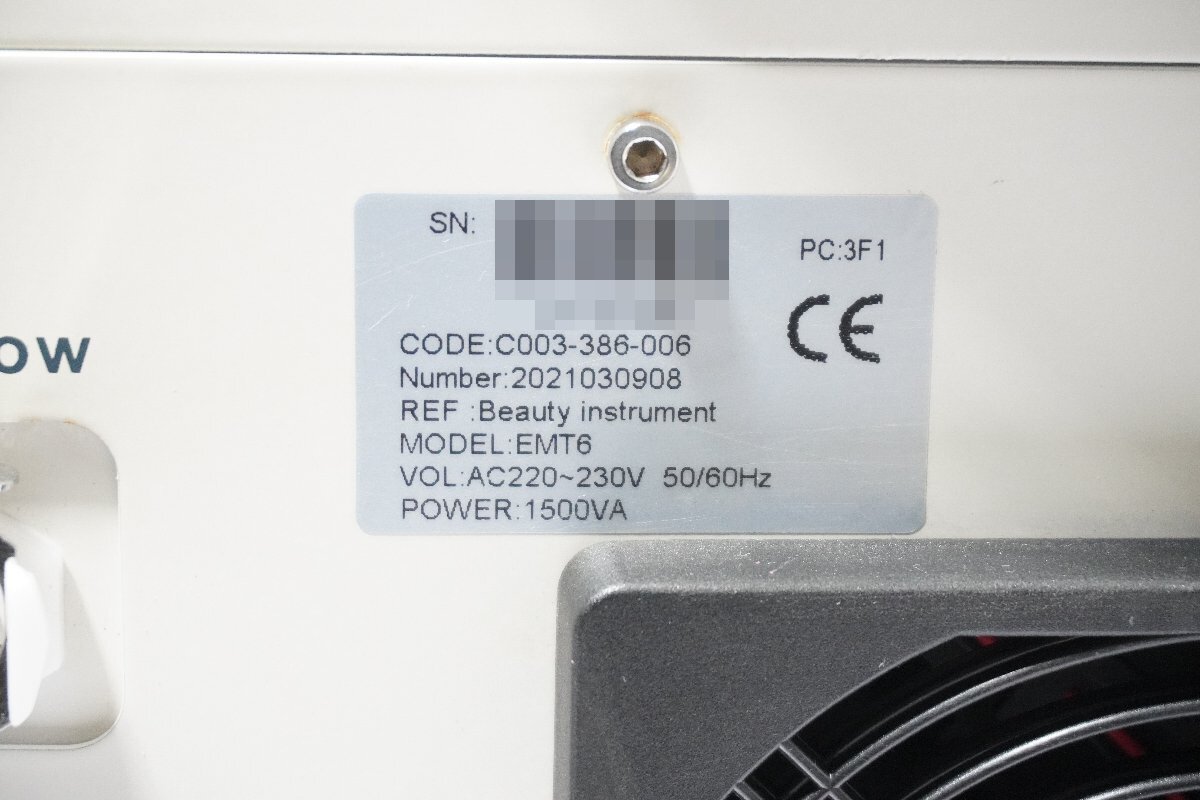 SN:
PC:3F1
CE
CODE:C003-386-006
Number:2021030908
REF :Beauty instrument
MODEL:EMT6
VOL:AC220~230V 50/60Hz
POWER:1500VA
ow